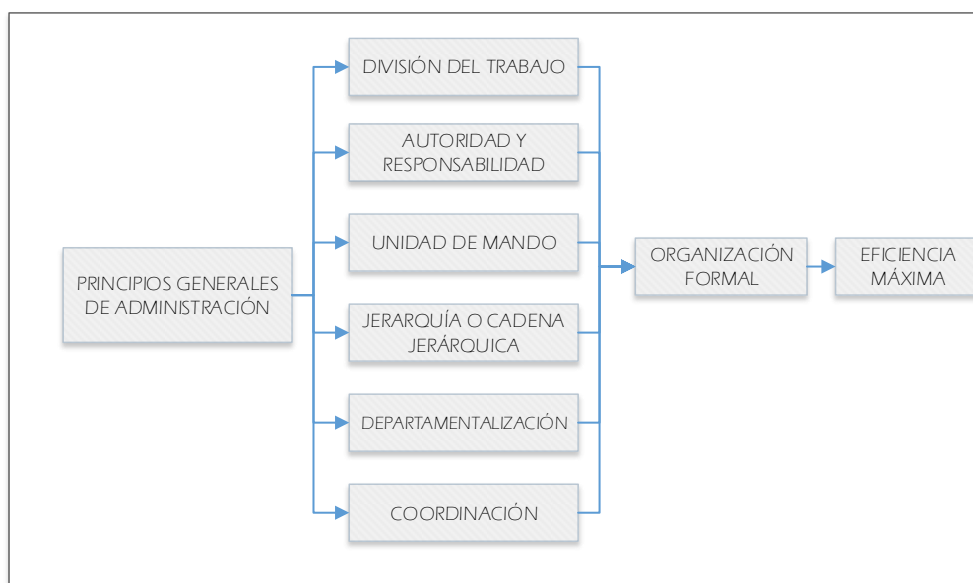 DIVISIÓN DEL TRABAJO
AUTORIDAD Y
RESPONSABILIDAD
UNIDAD DE MANDO
PRINCIPIOS GENERALES
DE ADMINISTRACIÓN
JERARQUÍA O CADENA
JERÁRQUICA
DEPARTAMENTALIZACIÓN
COORDINACIÓN
ORGANIZACIÓN
FORMAL
EFICIENCIA
MÁXIMA